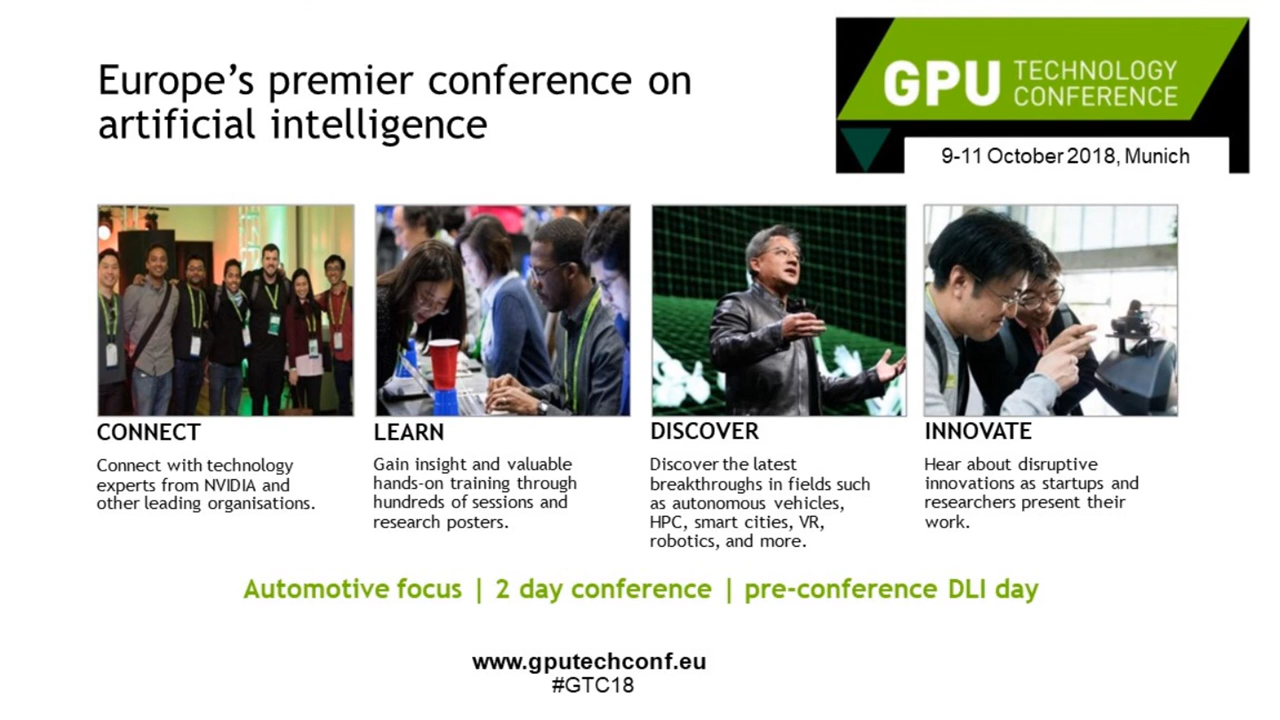 Europe's premier conference on
artificial intelligence
GPU TECHNOLOGY
CONFERENCE
9-11 October 2018, Munich
CONNECT
Connect with technology
experts from NVIDIA and
other leading organisations.
LEARN
Gain insight and valuable
hands-on training through
hundreds of sessions and
research posters.
DISCOVER
Discover the latest
breakthroughs in fields such
as autonomous vehicles,
HPC, smart cities, VR,
robotics, and more.
INNOVATE
Hear about disruptive
innovations as startups and
researchers present their
work.
Automotive focus | 2 day conference | pre-conference DLI day
www.gputechconf.eu
#GTC18